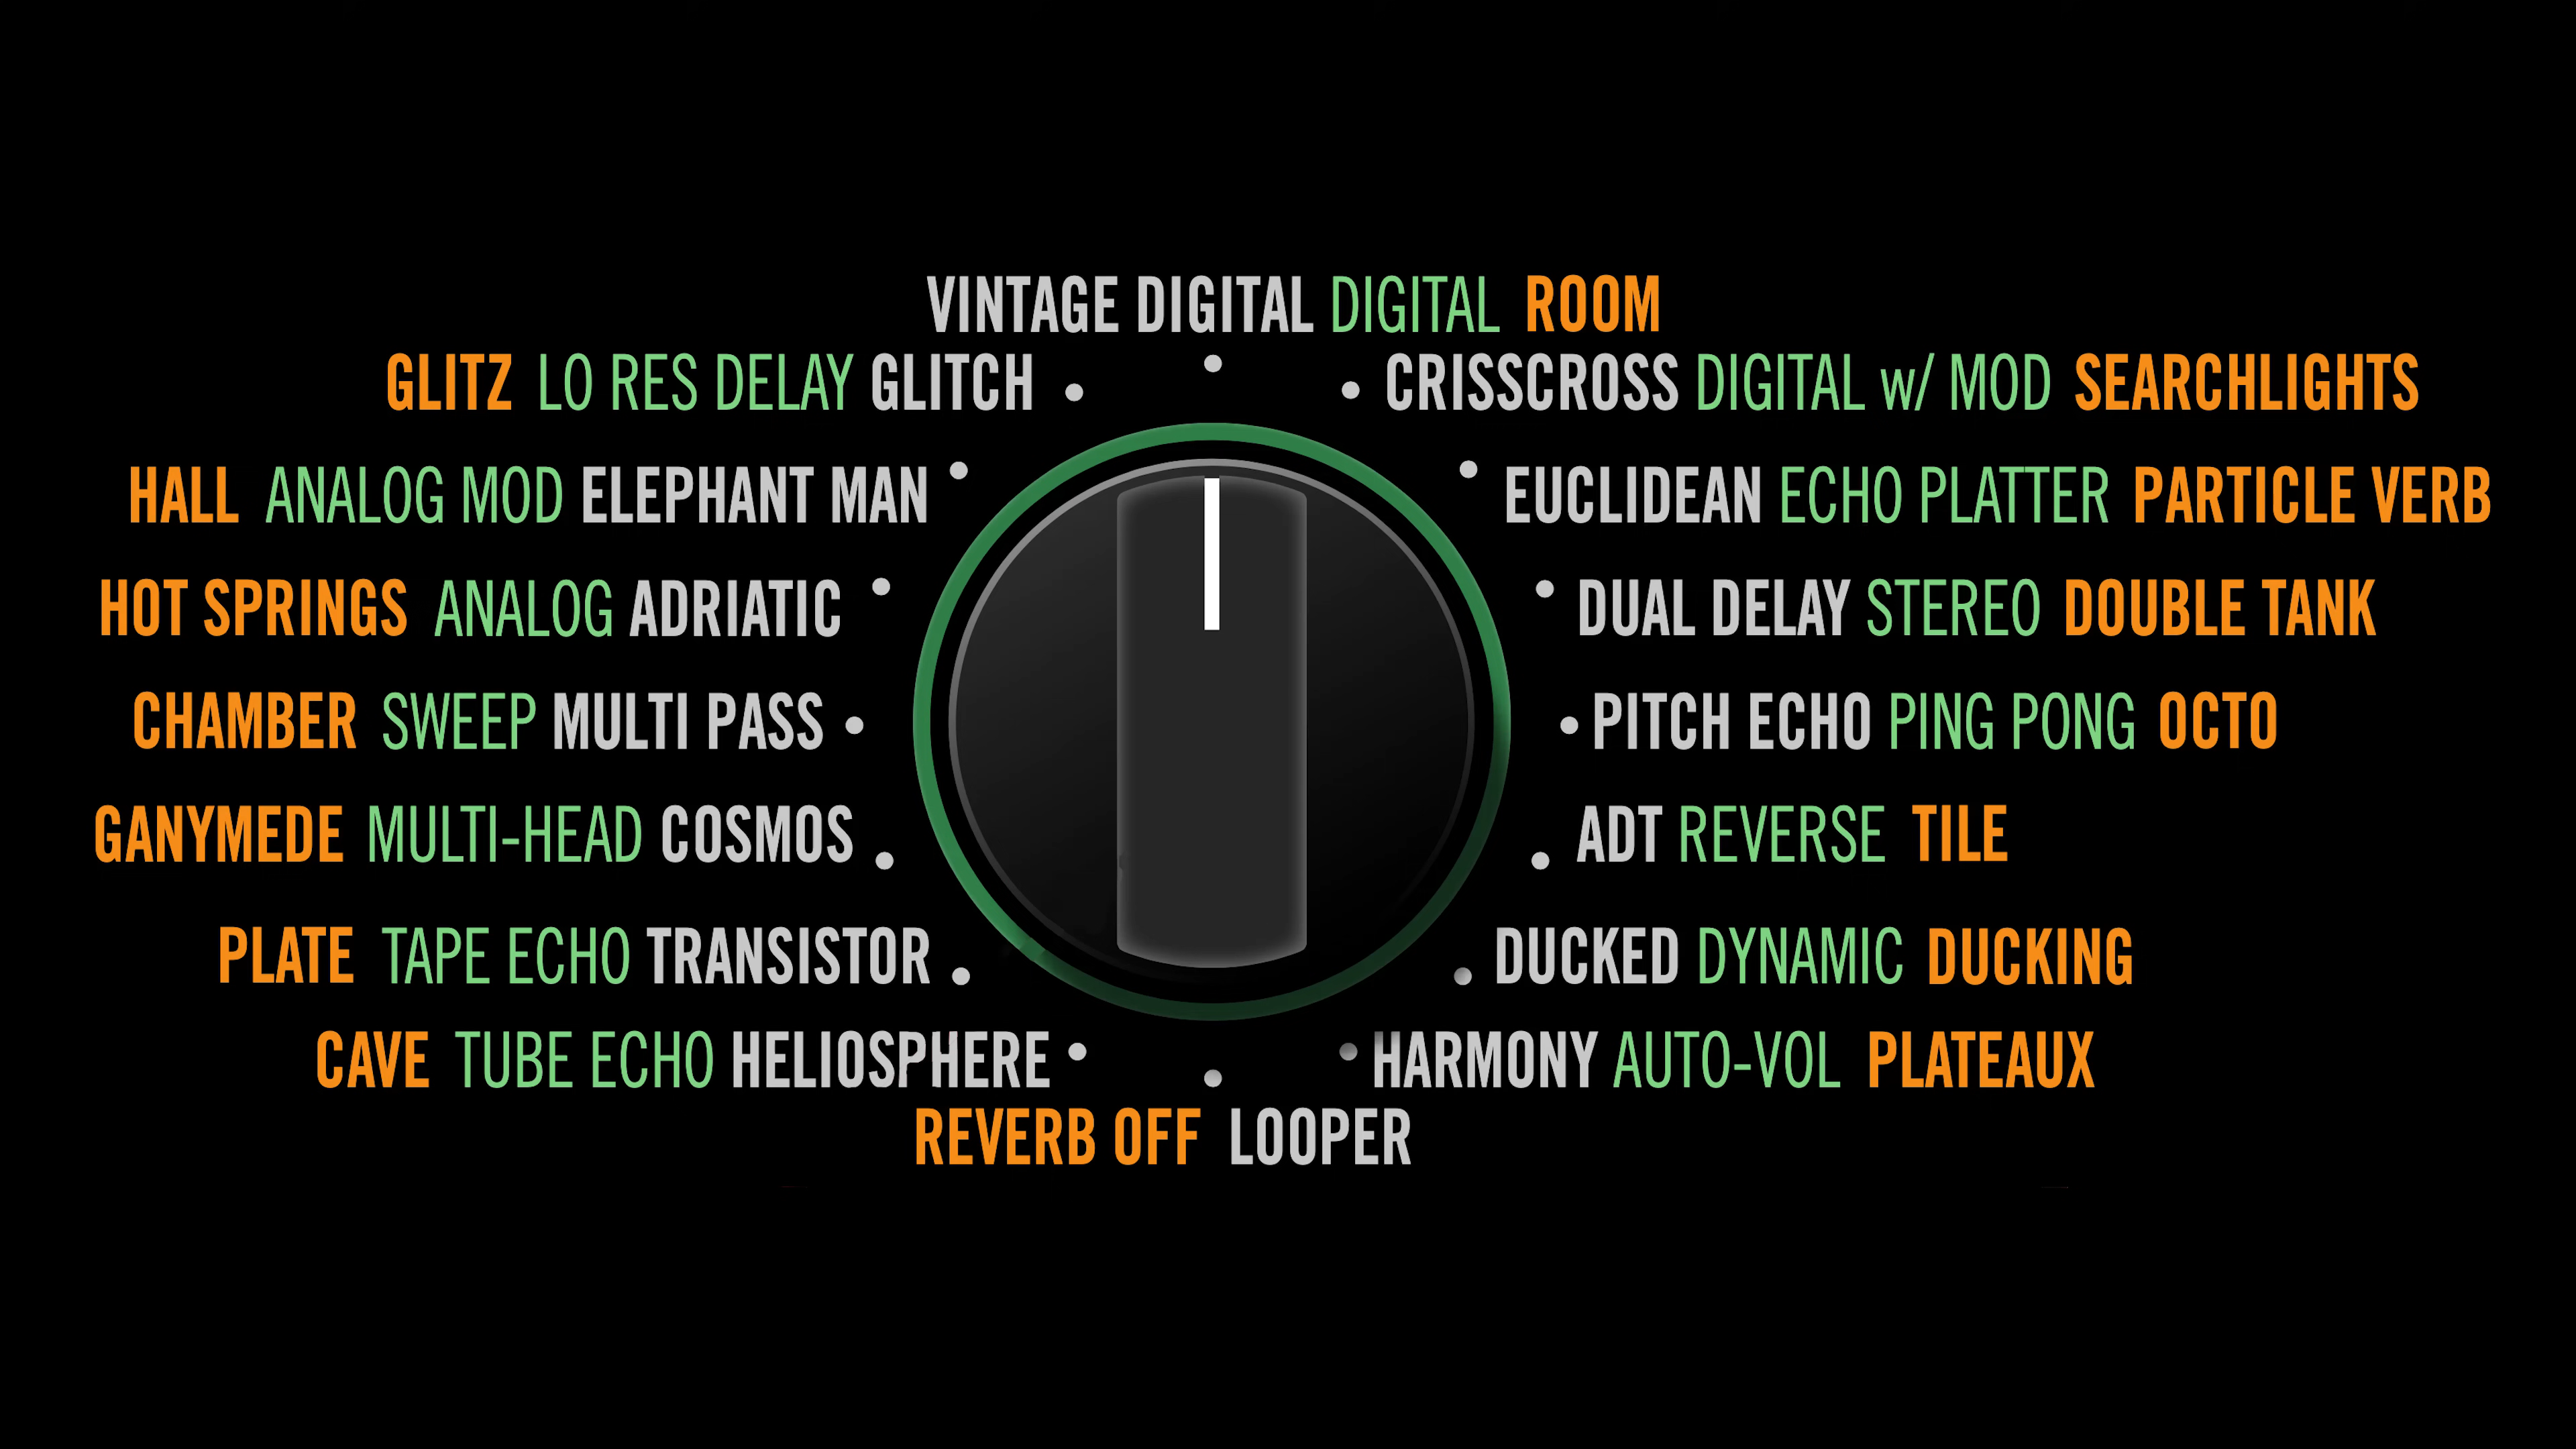 VINTAGE DIGITAL DIGITAL ROOM
GLITZ LO RES DELAY GLITCH
CRISSCROSS DIGITAL w/ MOD SEARCHLIGHTS
HALL ANALOG MOD ELEPHANT MAN
EUCLIDEAN ECHO PLATTER PARTICLE VERB
HOT SPRINGS ANALOG ADRIATIC
DUAL DELAY STEREO DOUBLE TANK
CHAMBER SWEEP MULTI PASS
PITCH ECHO PING PONG OCTO
GANYMEDE MULTI-HEAD COSMOS
ADT REVERSE TILE
PLATE TAPE ECHO TRANSISTOR
DUCKED DYNAMIC DUCKING
CAVE TUBE ECHO HELIOSPHERE
HARMONY AUTO-VOL PLATEAUX
REVERB OFF LOOPER